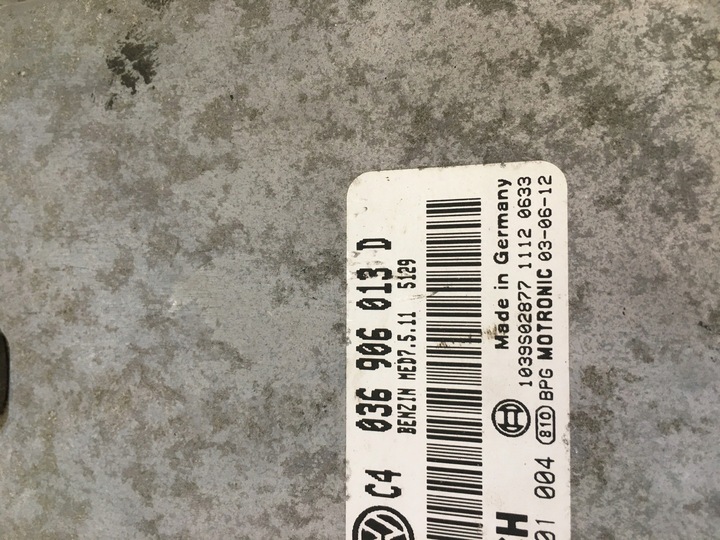 C4 036 906 013 D
BENZIN MED7.5.11 5129
Made in Germany
1039S02877 1112 0633
810 BPG MOTRONIC 03-06-12
01 004